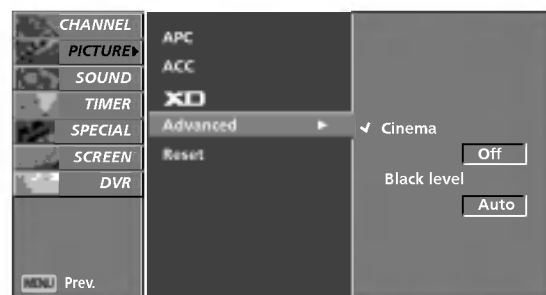 CHANNEL
PICTURE
SOUND
TIMER
SPECIAL
SCREEN
DVR
MENU Prev.
APC
ACC
XD
Advanced
Reset
✓ Cinema
Off
Black level
Auto